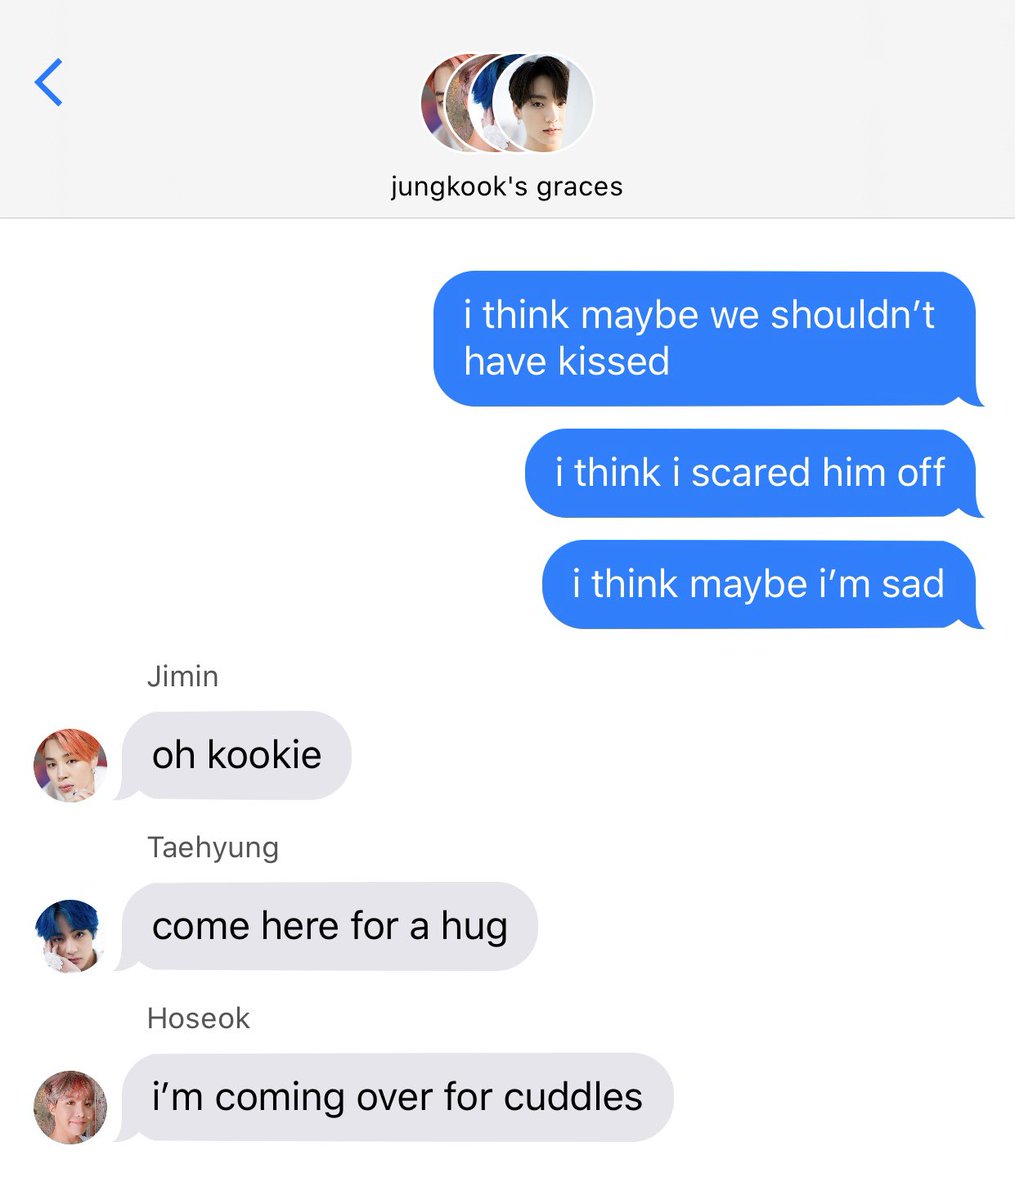 jungkook's graces
i think maybe we shouldn’t
have kissed
i think i scared him off
i think maybe i’m sad
Jimin
oh kookie
Taehyung
come here for a hug
Hoseok
i’m coming over for cuddles